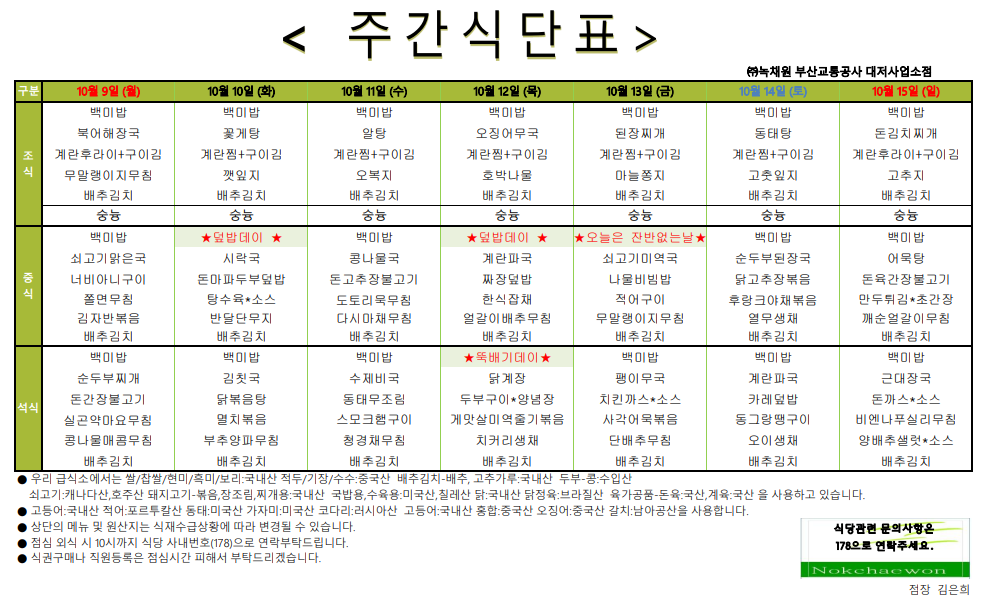 < 주간식단표 >
㈜녹채원 부산교통공사 대저사업소점
구분 10월 9일 (월) 10월 10일 (화) 10월 11일 (수) 10월 12일 (목) 10월 13일 (금) 10월 14일 (토) 10월 15일 (일)
조식
백미밥 백미밥 백미밥 백미밥 백미밥 백미밥 백미밥
북어해장국 꽃게탕 알탕 오징어무국 된장찌개 동태탕 돈김치찌개
계란후라이+구이김 계란찜+구이김 계란찜+구이김 계란찜+구이김 계란찜+구이김 계란찜+구이김 계란후라이+구이김
무말랭이지무침 깻잎지 오복지 호박나물 마늘쫑지 고춧잎지 고추지
배추김치 배추김치 배추김치 배추김치 배추김치 배추김치 배추김치
숭늉 숭늉 숭늉 숭늉 숭늉 숭늉 숭늉
중식
백미밥 ★덮밥데이 ★ 백미밥 ★덮밥데이 ★ ★오늘은 잔반없는날★ 백미밥 백미밥
쇠고기맑은국 시락국 콩나물국 계란파국 쇠고기미역국 순두부된장국 어묵탕
너비아니구이 돈마파두부덮밥 돈고추장불고기 짜장덮밥 나물비빔밥 닭고추장볶음 돈육간장불고기
쫄면무침 탕수육*소스 도토리묵무침 한식잡채 적어구이 후랑크야채볶음 만두튀김*초간장
김자반볶음 반달단무지 다시마채무침 얼갈이배추무침 무말랭이지무침 열무생채 깨순얼갈이무침
배추김치 배추김치 배추김치 배추김치 배추김치 배추김치 배추김치
석식
백미밥 백미밥 백미밥 ★뚝배기데이★ 백미밥 백미밥 백미밥
순두부찌개 김칫국 수제비국 닭계장 팽이무국 계란파국 근대장국
돈간장불고기 닭볶음탕 동태무조림 두부구이*양념장 치킨까스*소스 카레덮밥 돈까스*소스
실곤약마요무침 멸치볶음 스모크햄구이 게맛살미역줄기볶음 사각어묵볶음 동그랑땡구이 비엔나푸실리무침
콩나물매콤무침 부추양파무침 청경채무침 치커리생채 단배추무침 오이생채 양배추샐럿*소스
배추김치 배추김치 배추김치 배추김치 배추김치 배추김치 배추김치
● 우리 급식소에서는 쌀/찹쌀/현미/흑미/보리:국내산 적두/기장/수수:중국산 배추김치-배추, 고추가루:국내산 두부-콩:수입산
쇠고기:캐나다산,호주산 돼지고기-볶음,장조림,찌개용:국내산 국밥용,수육용:미국산,칠레산 닭:국내산 닭정육:브라질산 육가공품-돈육:국산,계육:국산 을 사용하고 있습니다.
● 고등어:국내산 적어:포르투칼산 동태:미국산 가자미:미국산 코다리:러시아산 고등어:국내산 홍합:중국산 오징어:중국산 갈치:남아공산을 사용합니다.
● 상단의 메뉴 및 원산지는 식재수급상황에 따라 변경될 수 있습니다.
● 점심 외식 시 10시까지 식당 사내번호(178)으로 연락부탁드립니다.
● 식권구매나 직원등록은 점심시간 피해서 부탁드리겠습니다.
식당관련 문의사항은
178으로 연락주세요.
Nokchaewon
점장 김은희